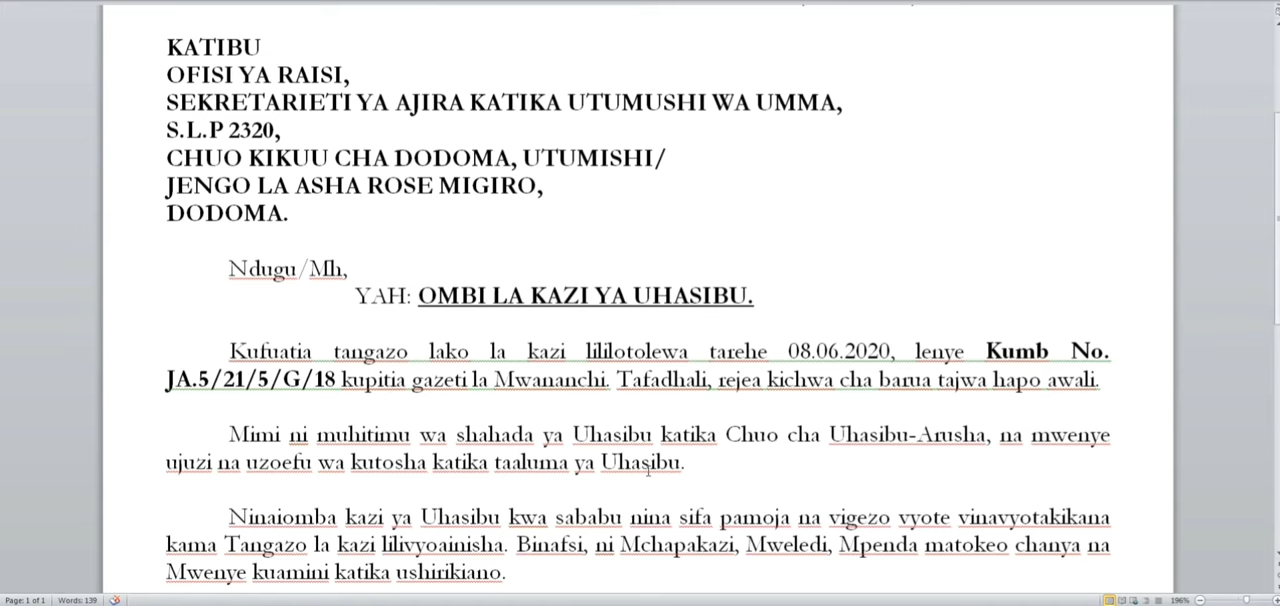 KATIBU
OFISI YA RAISI,
SEKRETARIETI YA AJIRA KATIKA UTUMUSHI WA UMMA,
S.L.P 2320,
CHUO KIKUU CHA DODOMA, UTUMISHI/
JENGO LA ASHA ROSE MIGIRO,
DODOMA.
Ndugu/Mh,
YAH: OMBI LA KAZI YA UHASIBU.
Kufuatia tangazo lako la kazi lililotolewa tarehe 08.06.2020, lenye Kumb No.
JA.5/21/5/G/18 kupitia gazeti la Mwananchi. Tafadhali, rejea kichwa cha barua tajwa hapo awali.
Mimi ni muhitimu wa shahada ya Uhasibu katika Chuo cha Uhasibu-Arusha, na mwenye
ujuzi na uzoefu wa kutosha katika taaluma ya Uhasibu.
Ninaiomba kazi ya Uhasibu kwa sababu nina sifa pamoja na vigezo vyote vinavyotakikana
kama Tangazo la kazi lilivyoainisha. Binafsi, ni Mchapakazi, Mweledi, Mpenda matokeo chanya na
Mwenye kuamini katika ushirikiano.
Page: 1 of 1 Words: 139 196%